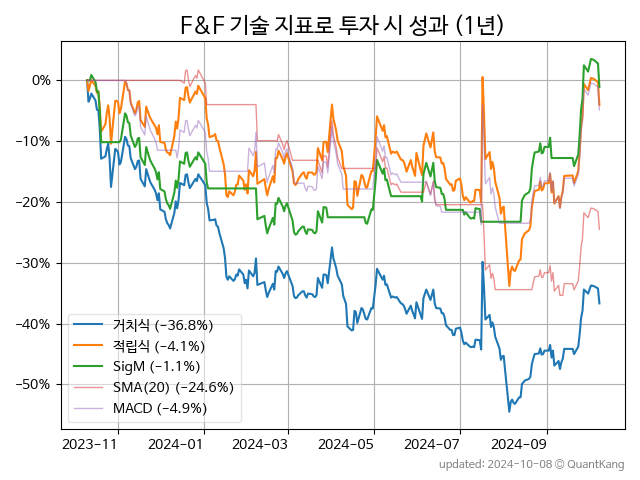 F&F 기술 지표로 투자 시 성과 (1년)
0%
−10%
−20%
−30%
−40%
−50%
거치식 (−36.8%)
적립식 (−4.1%)
SigM (−1.1%)
SMA(20) (−24.6%)
MACD (−4.9%)
2023−11
2024−01
2024−03
2024−05
2024−07
2024−09
updated: 2024-10-08 © QuantKang